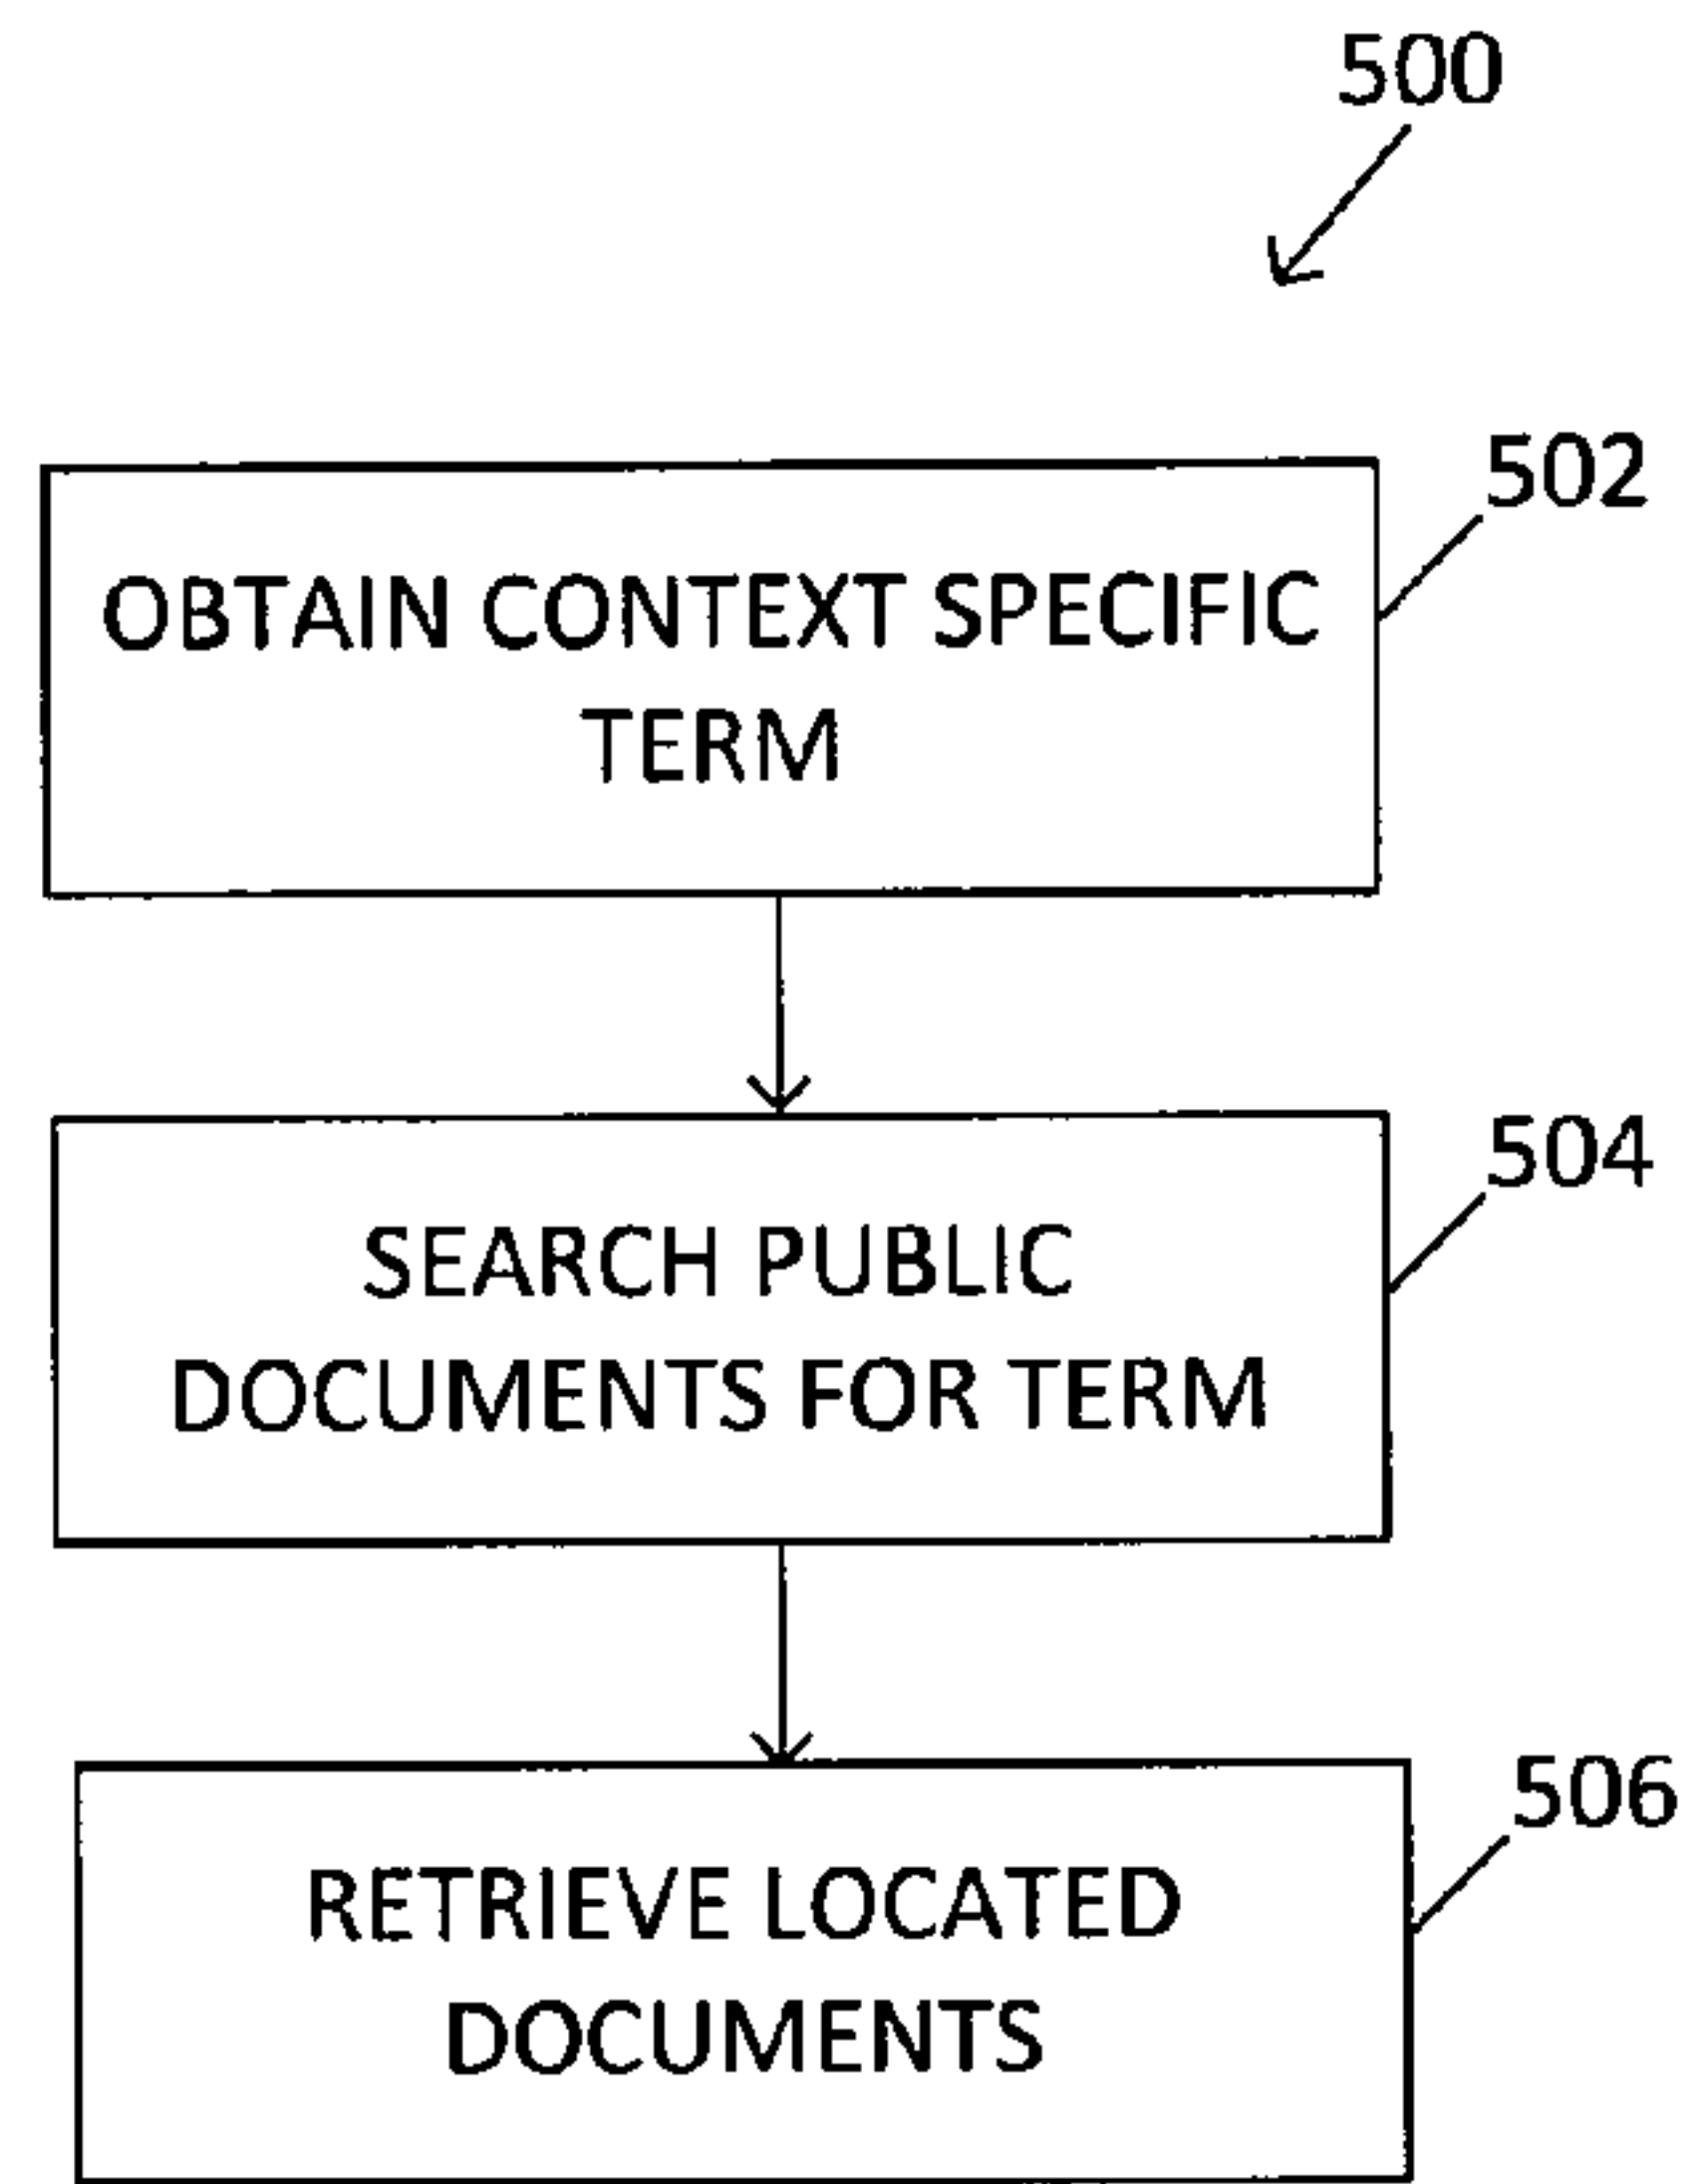 500
502
OBTAIN CONTEXT SPECIFIC
TERM
504
SEARCH PUBLIC
DOCUMENTS FOR TERM
506
RETRIEVE LOCATED
DOCUMENTS